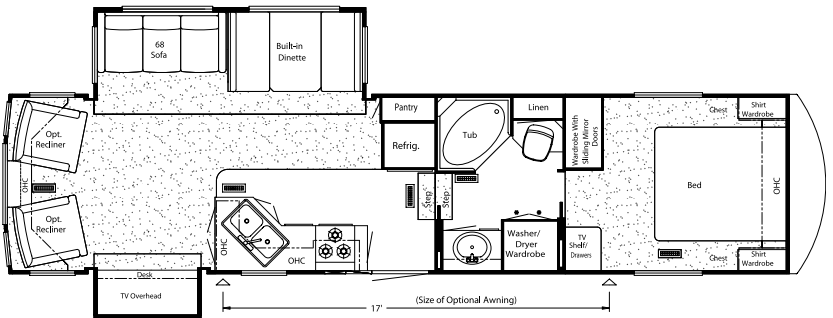 68
Sofa
Built-in
Dinette
Opt.
Recliner
OHC
Opt.
Recliner
Desk
TV Overhead
OHC
OHC
Pantry
Refrig.
Step
Step
Tub
Linen
Wardrobe With
Sliding Mirror
Doors
Washer/
Dryer
Wardrobe
TV
Shelf/
Drawers
Chest
Shirt
Wardrobe
Bed
OHC
Chest
Shirt
Wardrobe
17'
(Size of Optional Awning)